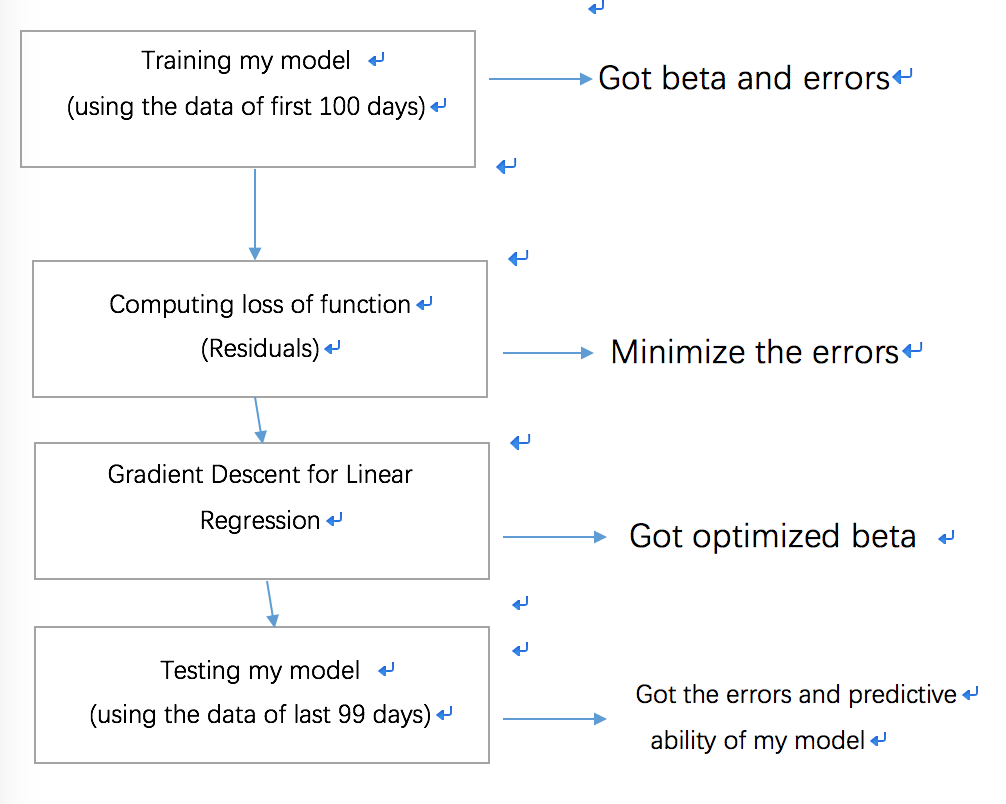 Training my model
(using the data of first 100 days)
Got beta and errors
Computing loss of function
(Residuals)
Minimize the errors
Gradient Descent for Linear
Regression
Got optimized beta
Testing my model
(using the data of last 99 days)
Got the errors and predictive
ability of my model